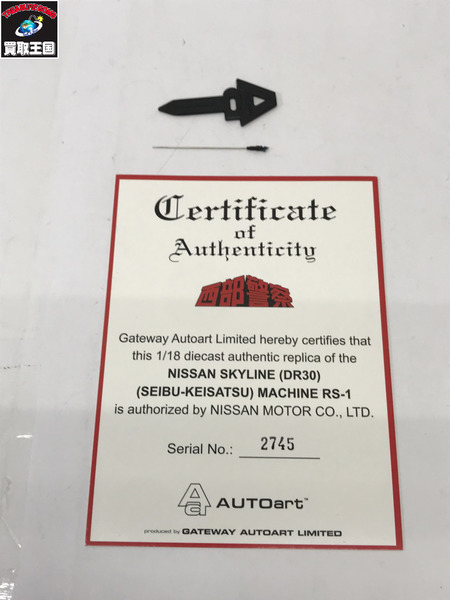 TREASURE KING
買取王国
Certificate
of
Authenticity
西部警察
Gateway Autoart Limited hereby certifies that
this 1/18 diecast authentic replica of the
NISSAN SKYLINE (DR30)
(SEIBU-KEISATSU) MACHINE RS-1
is authorized by NISSAN MOTOR CO., LTD.
Serial No.: 2745
AUTOart™
produced by GATEWAY AUTOART LIMITED